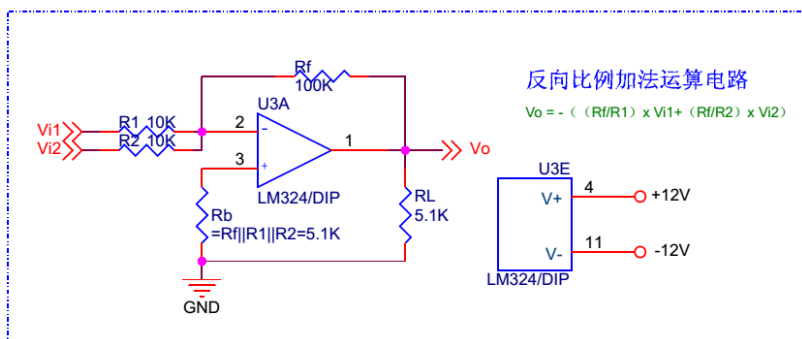 反向比例加法运算电路
Vo = -（（Rf/R1）x Vi1+（Rf/R2）x Vi2）
Rf
100K
U3A
Vi1
R1 10K
Vi2
R2 10K
2
-
3
+
1
Vo
LM324/DIP
Rb
=Rf||R1||R2=5.1K
RL
5.1K
GND
U3E
V+
4
+12V
V-
11
-12V
LM324/DIP